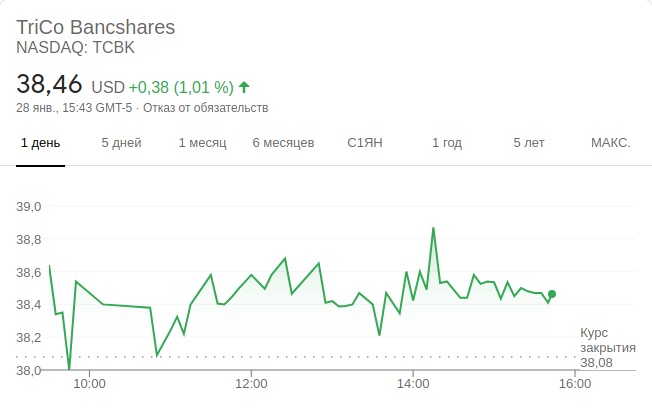 TriCo Bancshares
NASDAQ: TCBK
38,46 USD +0,38 (1,01 %)
28 янв., 15:43 GMT-5 · Отказ от обязательств
1 день 5 дней 1 месяц 6 месяцев С1ЯН 1 год 5 лет МАКС.
39,0
38,8
38,6
38,4
38,2
Курс
закрытия
38,08
38,0
10:00 12:00 14:00 16:00